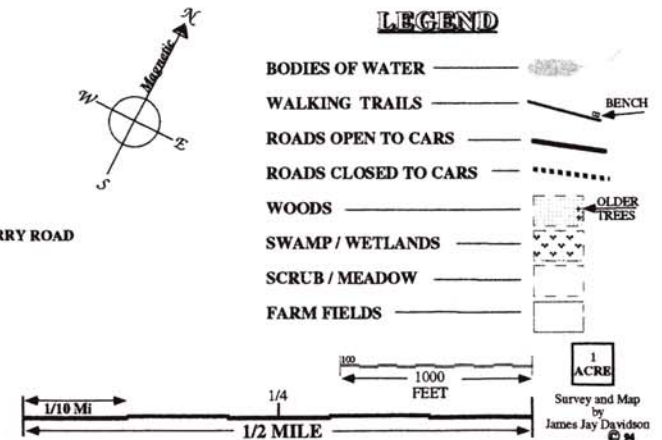 LEGEND
N
Magnetic
W
E
S
BODIES OF WATER
WALKING TRAILS
B
BENCH
ROADS OPEN TO CARS
ROADS CLOSED TO CARS
WOODS
OLDER
TREES
RRY ROAD
SWAMP / WETLANDS
SCRUB / MEADOW
FARM FIELDS
100
1000
FEET
1
ACRE
1/10 Mi
1/4
1/2 MILE
Survey and Map
by
James Jay Davidson
© 94